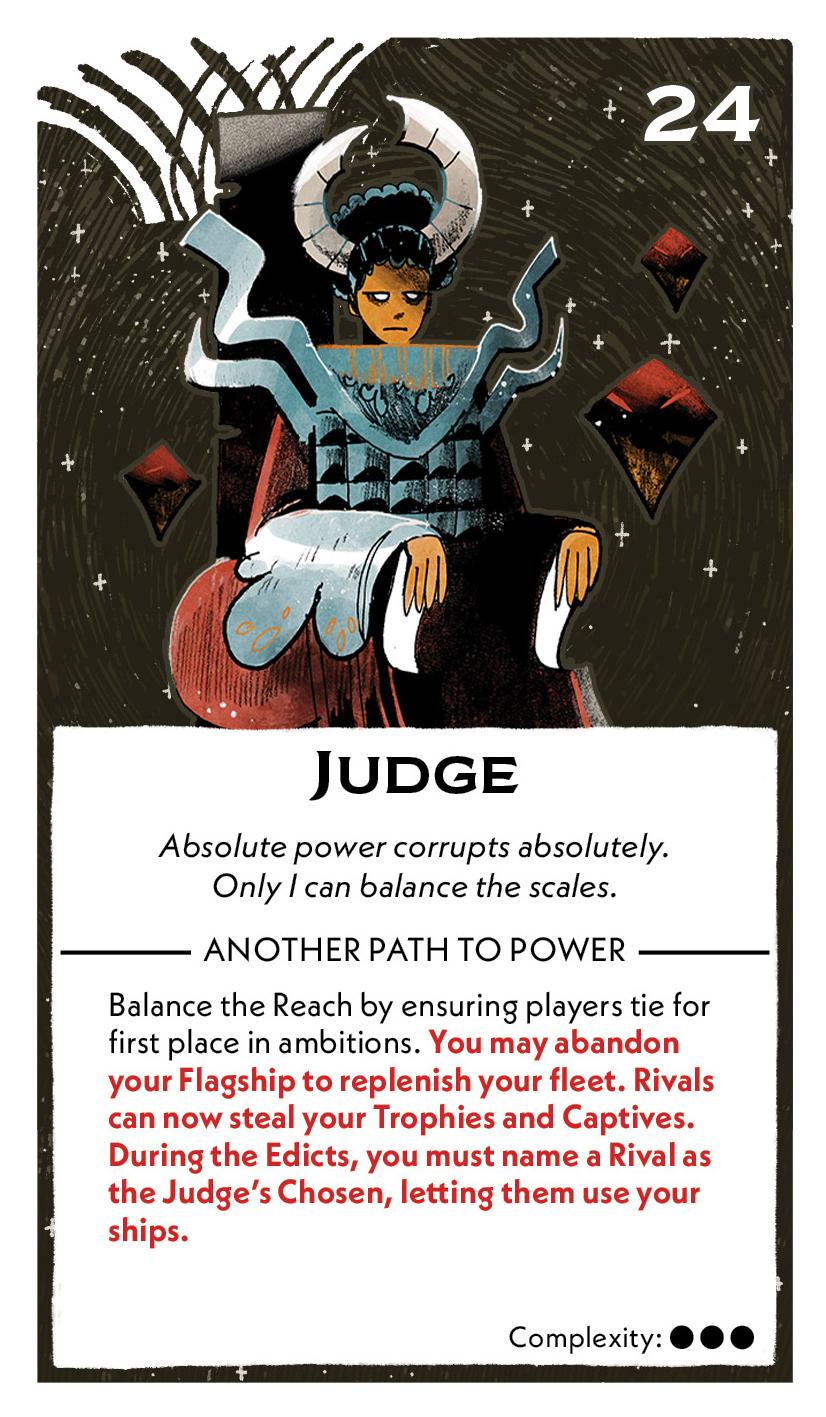 24
Judge
Absolute power corrupts absolutely.
Only I can balance the scales.
ANOTHER PATH TO POWER
Balance the Reach by ensuring players tie for
first place in ambitions. You may abandon
your Flagship to replenish your fleet. Rivals
can now steal your Trophies and Captives.
During the Edicts, you must name a Rival as
the Judge’s Chosen, letting them use your
ships.
Complexity: